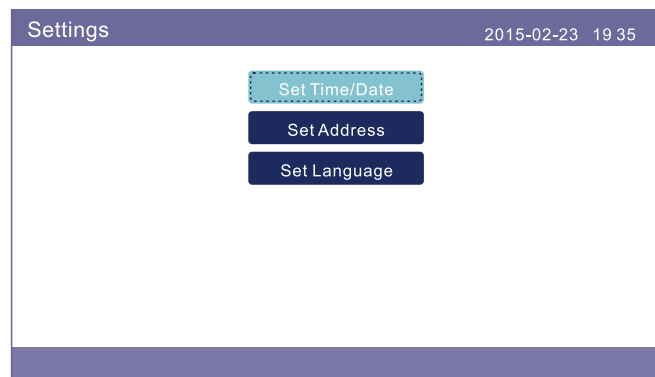 Settings 2015-02-23 19 35
Set Time/Date
Set Address
Set Language